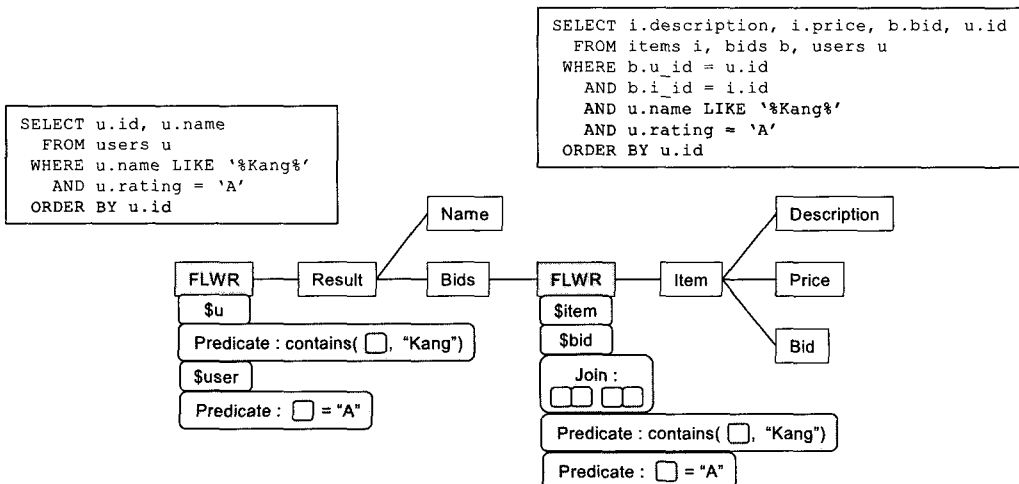 SELECT i.description, i.price, b.bid, u.id
FROM items i, bids b, users u
WHERE b.u_id = u.id
AND b.i_id = i.id
AND u.name LIKE '%Kang%'
AND u.rating = 'A'
ORDER BY u.id
SELECT u.id, u.name
FROM users u
WHERE u.name LIKE '%Kang%'
AND u.rating = 'A'
ORDER BY u.id
Name
Description
FLWR
Result
Bids
FLWR
Item
Price
Bid
$u
Predicate : contains( , "Kang")
$user
Predicate : = "A"
$item
$bid
Join :
Predicate : contains( , "Kang")
Predicate : = "A"